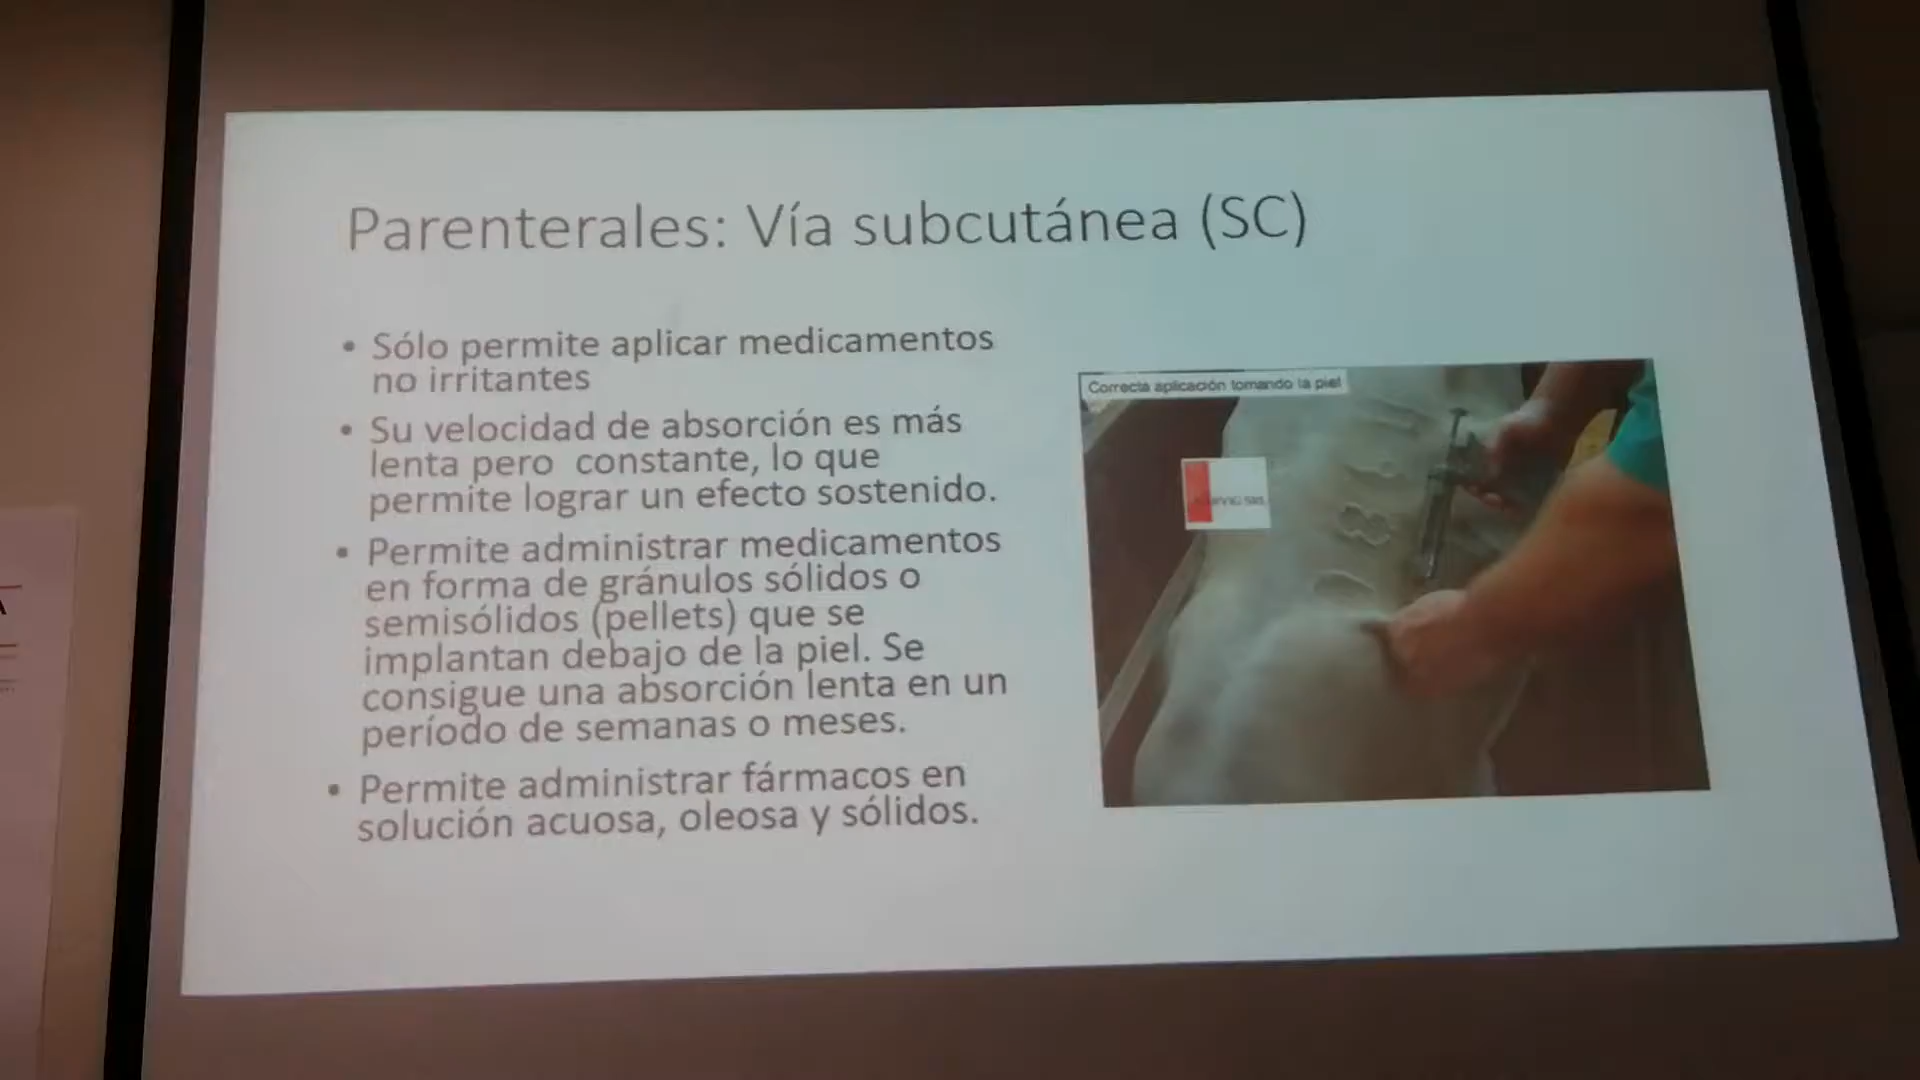 Parenterales: Vía subcutánea (SC)
• Sólo permite aplicar medicamentos
no irritantes
• Su velocidad de absorción es más
lenta pero constante, lo que
permite lograr un efecto sostenido.
• Permite administrar medicamentos
en forma de gránulos sólidos o
semisólidos (pellets) que se
implantan debajo de la piel. Se
consigue una absorción lenta en un
período de semanas o meses.
• Permite administrar fármacos en
solución acuosa, oleosa y sólidos.
Correcta aplicación tomando la piel
A